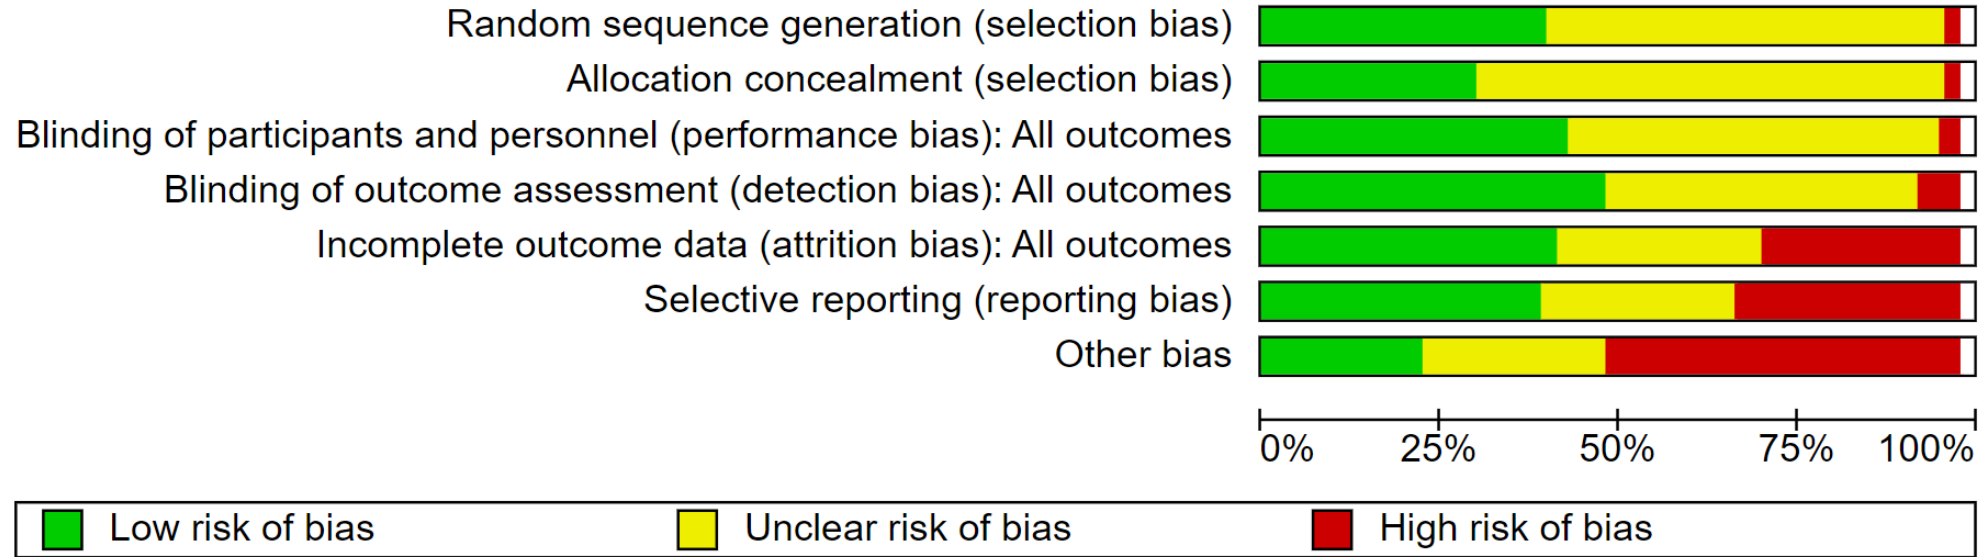 Random sequence generation (selection bias)
Allocation concealment (selection bias)
Blinding of participants and personnel (performance bias): All outcomes
Blinding of outcome assessment (detection bias): All outcomes
Incomplete outcome data (attrition bias): All outcomes
Selective reporting (reporting bias)
Other bias
0% 25% 50% 75% 100%
Low risk of bias Unclear risk of bias High risk of bias